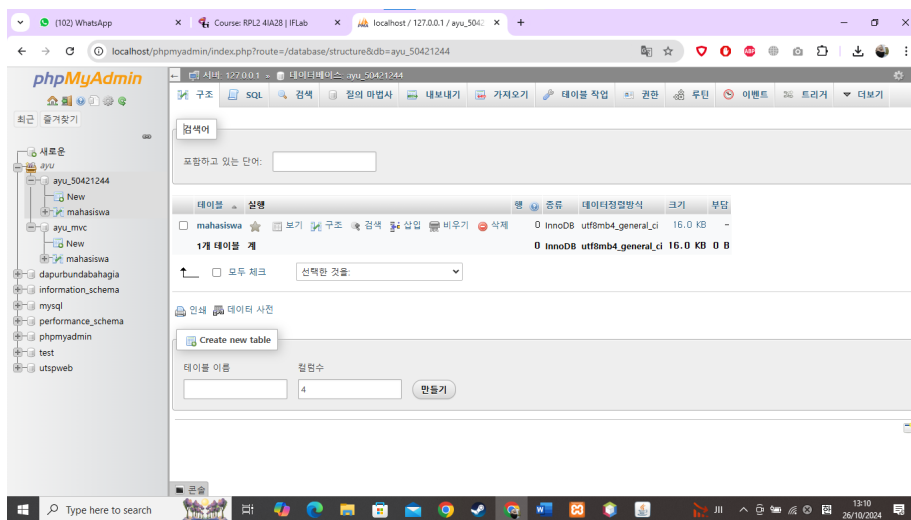 (102) WhatsApp
Course: RPL2 4IA28 | IFLab
localhost / 127.0.0.1 / ayu_5042
localhost/phpmyadmin/index.php?route=/database/structure&db=ayu_50421244
ABP
phpMyAdmin
최근 즐겨찾기
새로운
ayu
ayu_50421244
New
mahasiswa
ayu_mvc
New
mahasiswa
dapurbundabahagia
information_schema
mysql
performance_schema
phpmyadmin
test
utspweb
서버: 127.0.0.1 » 데이터베이스: ayu_50421244
구조 SQL 검색 질의 마법사 내보내기 가져오기 테이블 작업 권한 루틴 이벤트 트리거 더보기
검색어
포함하고 있는 단어:
테이블 실행 행 종류 데이터정렬방식 크기 부담
mahasiswa 보기 구조 검색 삽입 비우기 삭제 0 InnoDB utf8mb4_general_ci 16.0 KB -
1개 테이블 계 0 InnoDB utf8mb4_general_ci 16.0 KB 0 B
모두 체크 선택한 것을:
인쇄 데이터 사전
Create new table
테이블 이름 컬럼수
4 만들기
콘솔
Type here to search
13:10
26/10/2024